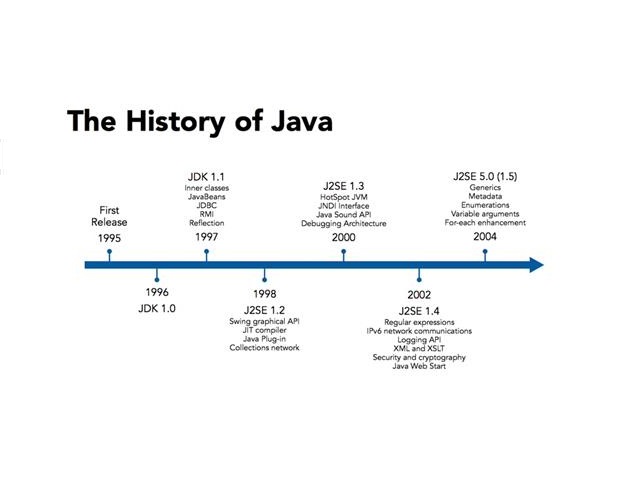 The History of Java
First
Release
1995
1996
JDK 1.0
JDK 1.1
Inner classes
JavaBeans
JDBC
RMI
Reflection
1997
1998
J2SE 1.2
Swing graphical API
JIT compiler
Java Plug-in
Collections network
J2SE 1.3
HotSpot JVM
JNDI Interface
Java Sound API
Debugging Architecture
2000
2002
J2SE 1.4
Regular expressions
IPv6 network communications
Logging API
XML and XSLT
Security and cryptography
Java Web Start
J2SE 5.0 (1.5)
Generics
Metadata
Enumerations
Variable arguments
For-each enhancement
2004